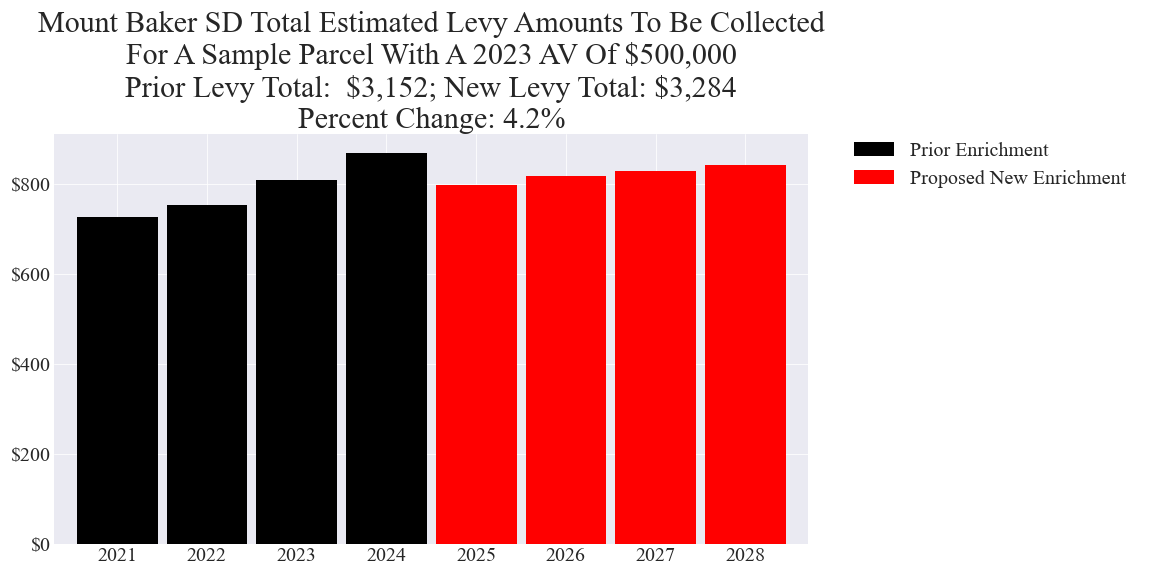 Mount Baker SD Total Estimated Levy Amounts To Be Collected
For A Sample Parcel With A 2023 AV Of $500,000
Prior Levy Total:  $3,152; New Levy Total: $3,284
Percent Change: 4.2%
Prior Enrichment
Proposed New Enrichment
$800
$600
$400
$200
$0
2021 2022 2023 2024 2025 2026 2027 2028